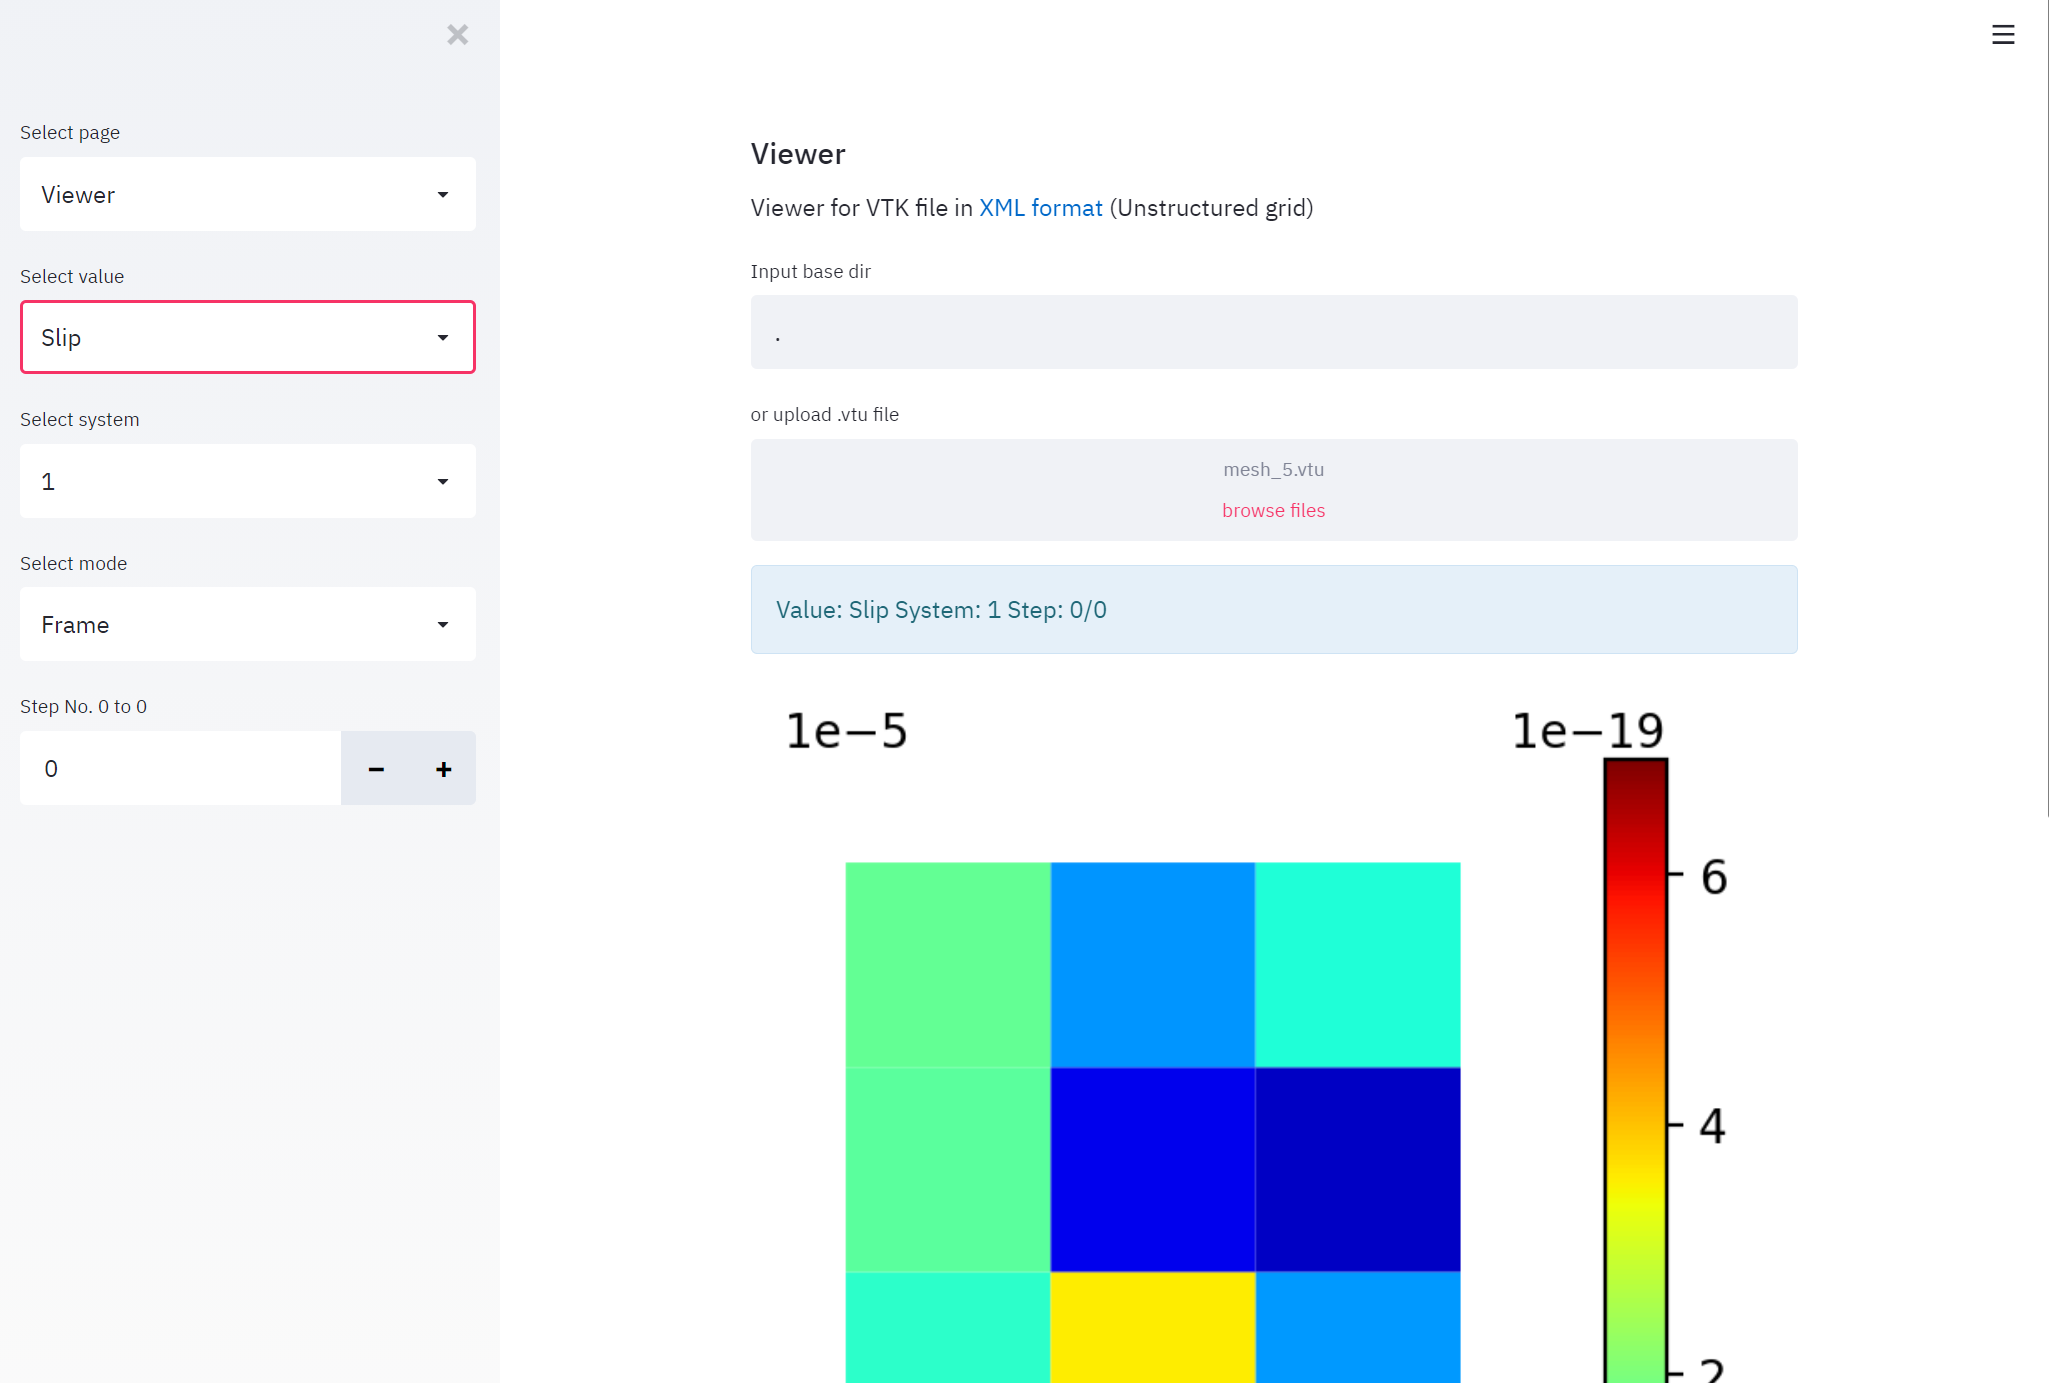 Select page
Viewer
Select value
Slip
Select system
1
Select mode
Frame
Step No. 0 to 0
0
Viewer
Viewer for VTK file in XML format (Unstructured grid)
Input base dir
.
or upload .vtu file
mesh_5.vtu
browse files
Value: Slip System: 1 Step: 0/0
1e−5
1e−19
6
4
2